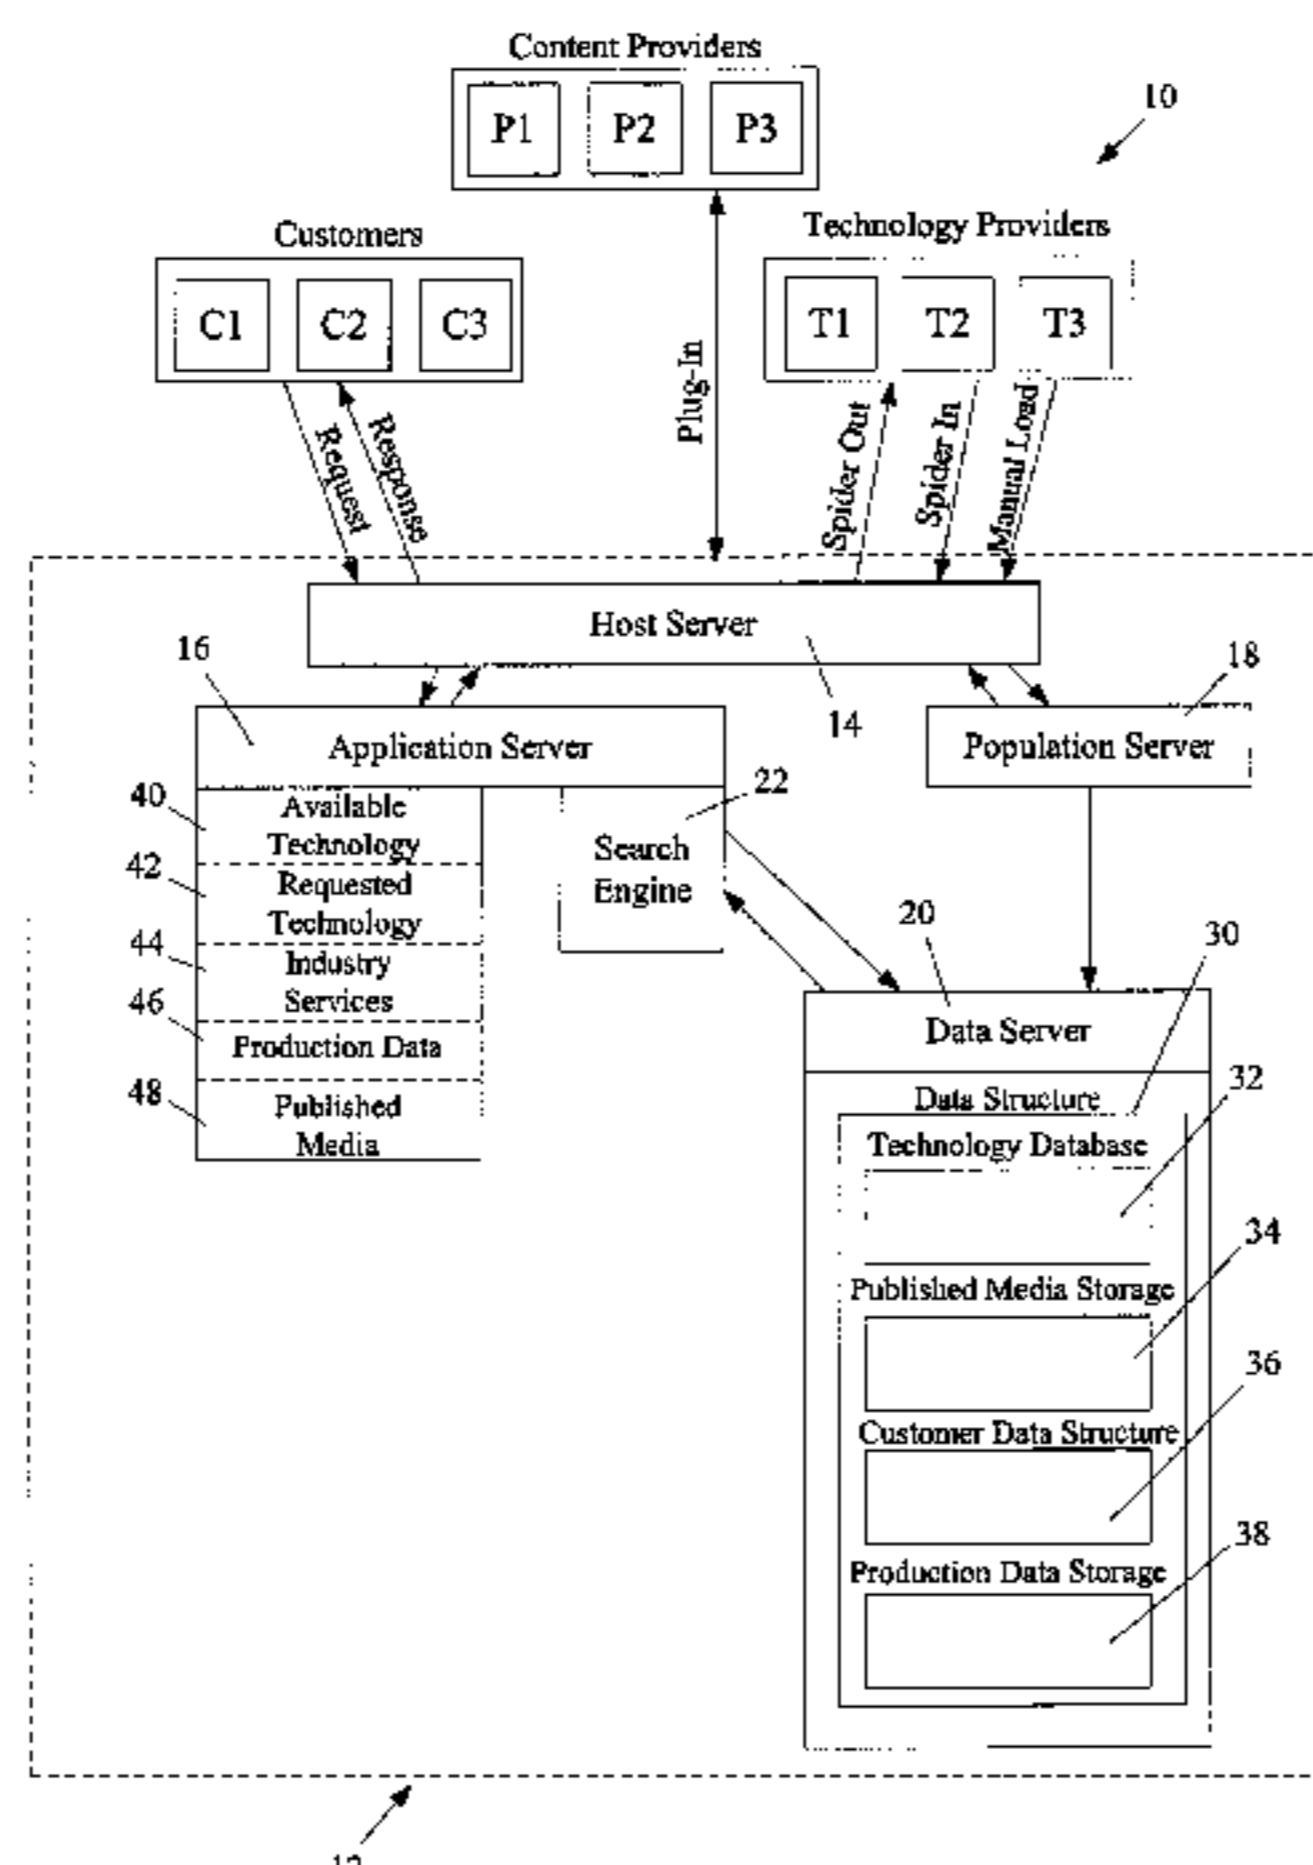 Content Providers
P1 P2 P3
10
Customers
C1 C2 C3
Technology Providers
T1 T2 T3
Request
Response
Plug-In
Spider Out
Spider In
Manual Load
Host Server
14
16
Application Server
18
Population Server
40
Available
Technology
42
Requested
Technology
44
Industry
Services
46
Production Data
48
Published
Media
22
Search
Engine
20
Data Server
30
Data Structure
32
Technology Database
34
Published Media Storage
36
Customer Data Structure
38
Production Data Storage